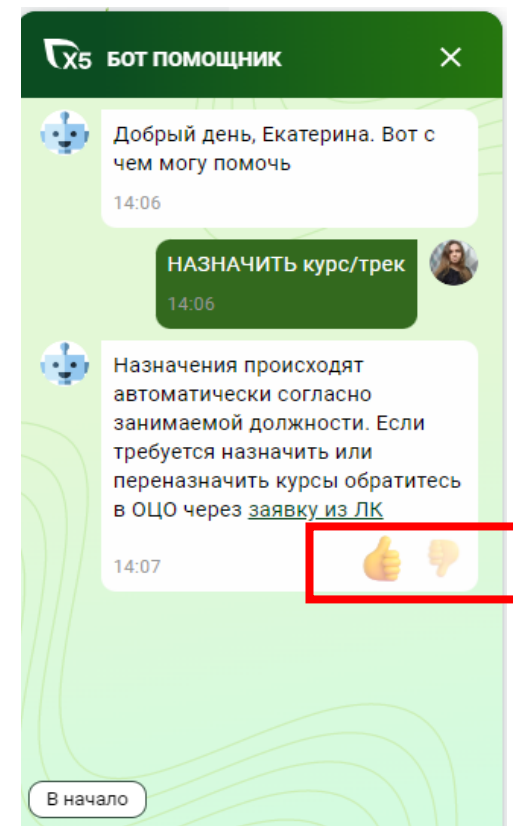 X5 БОТ ПОМОЩНИК
Добрый день, Екатерина. Вот с
чем могу помочь
14:06
НАЗНАЧИТЬ курс/трек
14:06
Назначения происходят
автоматически согласно
занимаемой должности. Если
требуется назначить или
переназначить курсы обратитесь
в ОЦО через заявку из ЛК
14:07
В начало